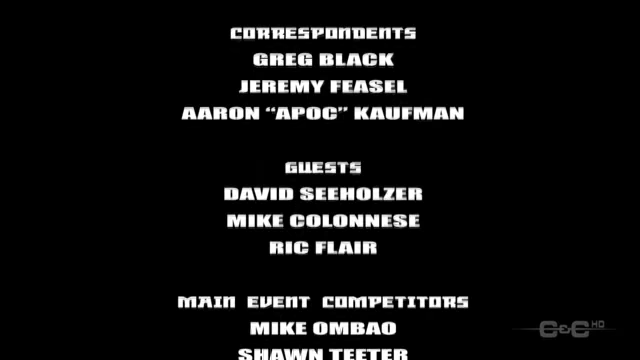 CORRESPONDENTS
GREG BLACK
JEREMY FEASEL
AARON “APOC” KAUFMAN
GUESTS
DAVID SEEHOLZER
MIKE COLONNESE
RIC FLAIR
MAIN EVENT COMPETITORS
MIKE OMBAO
SHAWN TEETER
C&C HD